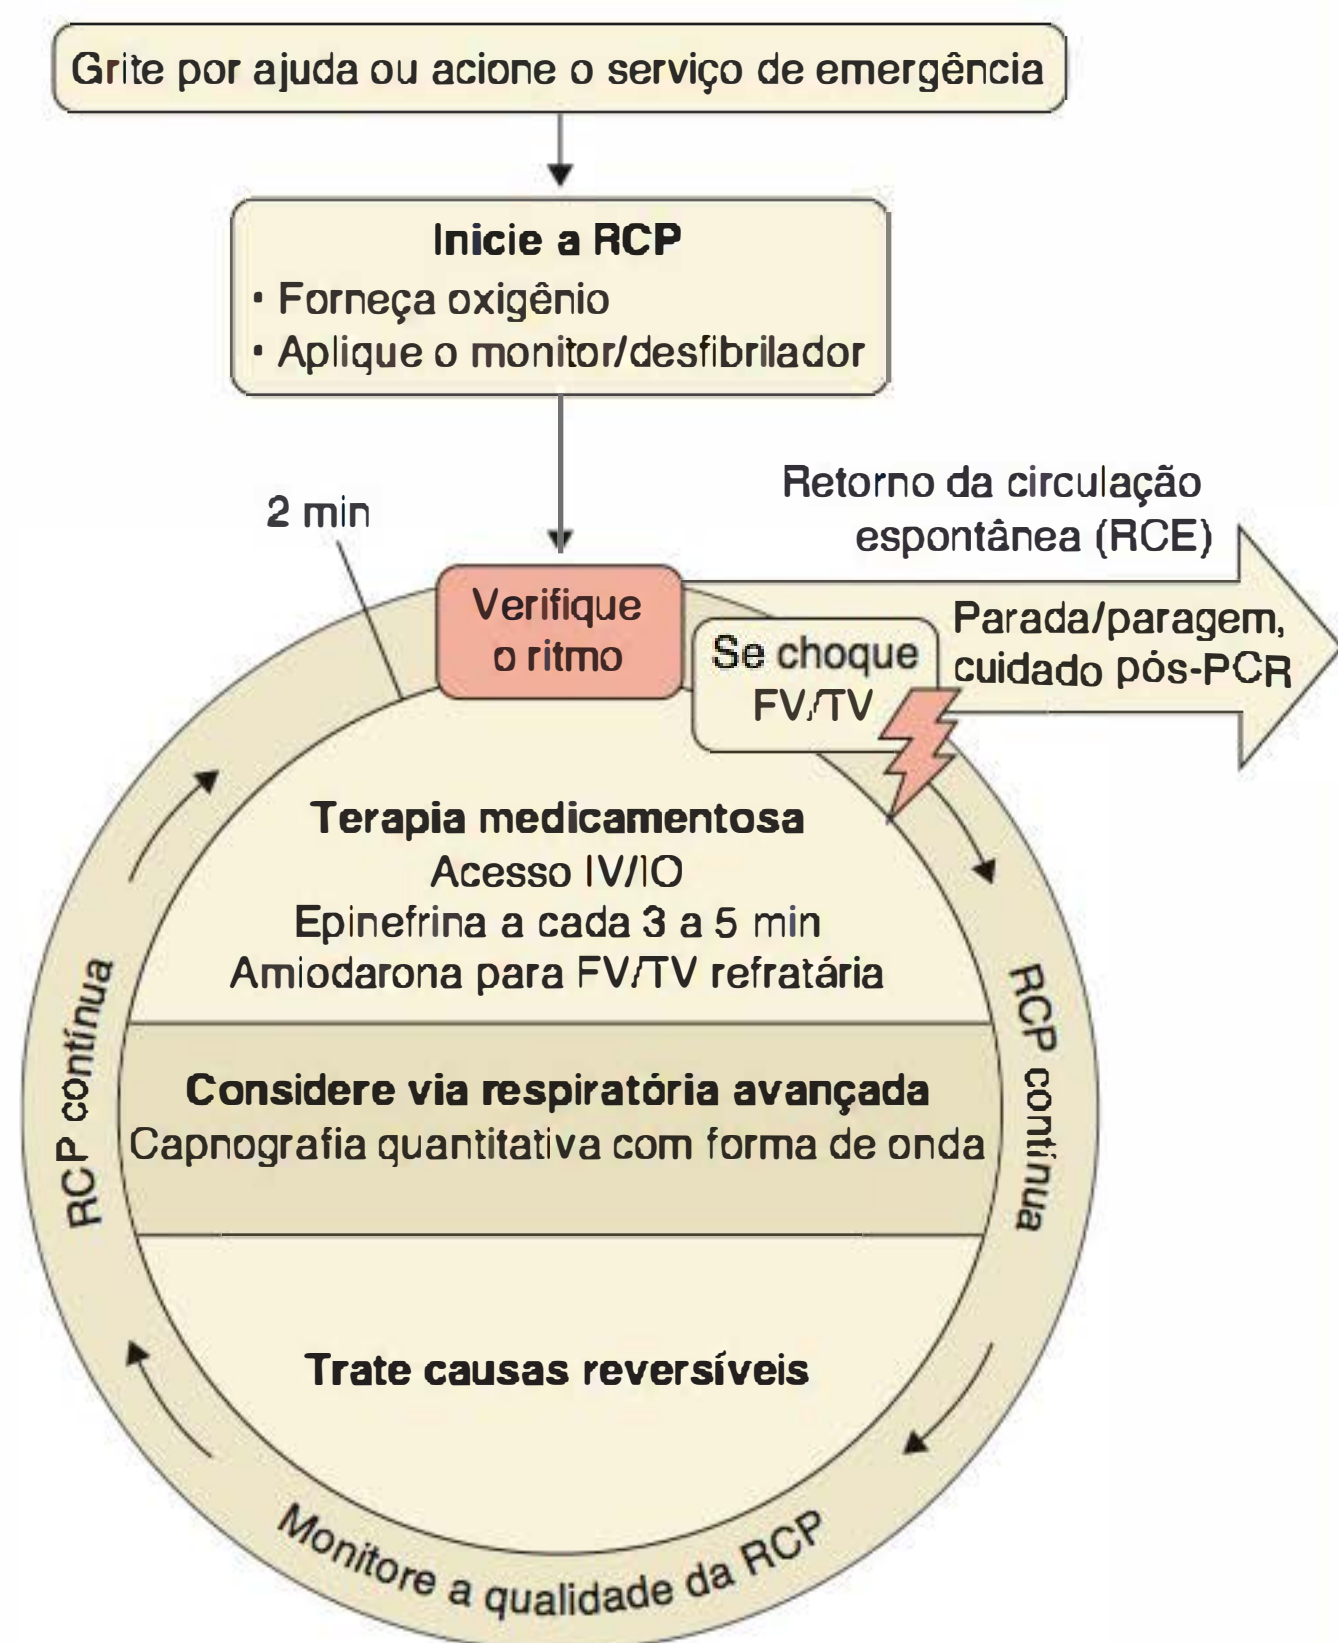 Grite por ajuda ou acione o serviço de emergência
Inicie a RCP
· Forneça oxigênio
· Aplique o monitor/desfibrilador
2 min
Retorno da circulação
espontânea (RCE)
Verifique
o ritmo
Se choque
FV/TV
Parada/paragem,
cuidado pós-PCR
Terapia medicamentosa
Acesso IV/IO
Epinefrina a cada 3 a 5 min
Amiodarona para FV/TV refratária
RCP contínua
RCP contínua
Considere via respiratória avançada
Capnografia quantitativa com forma de onda
Trate causas reversíveis
Monitore a qualidade da RCP